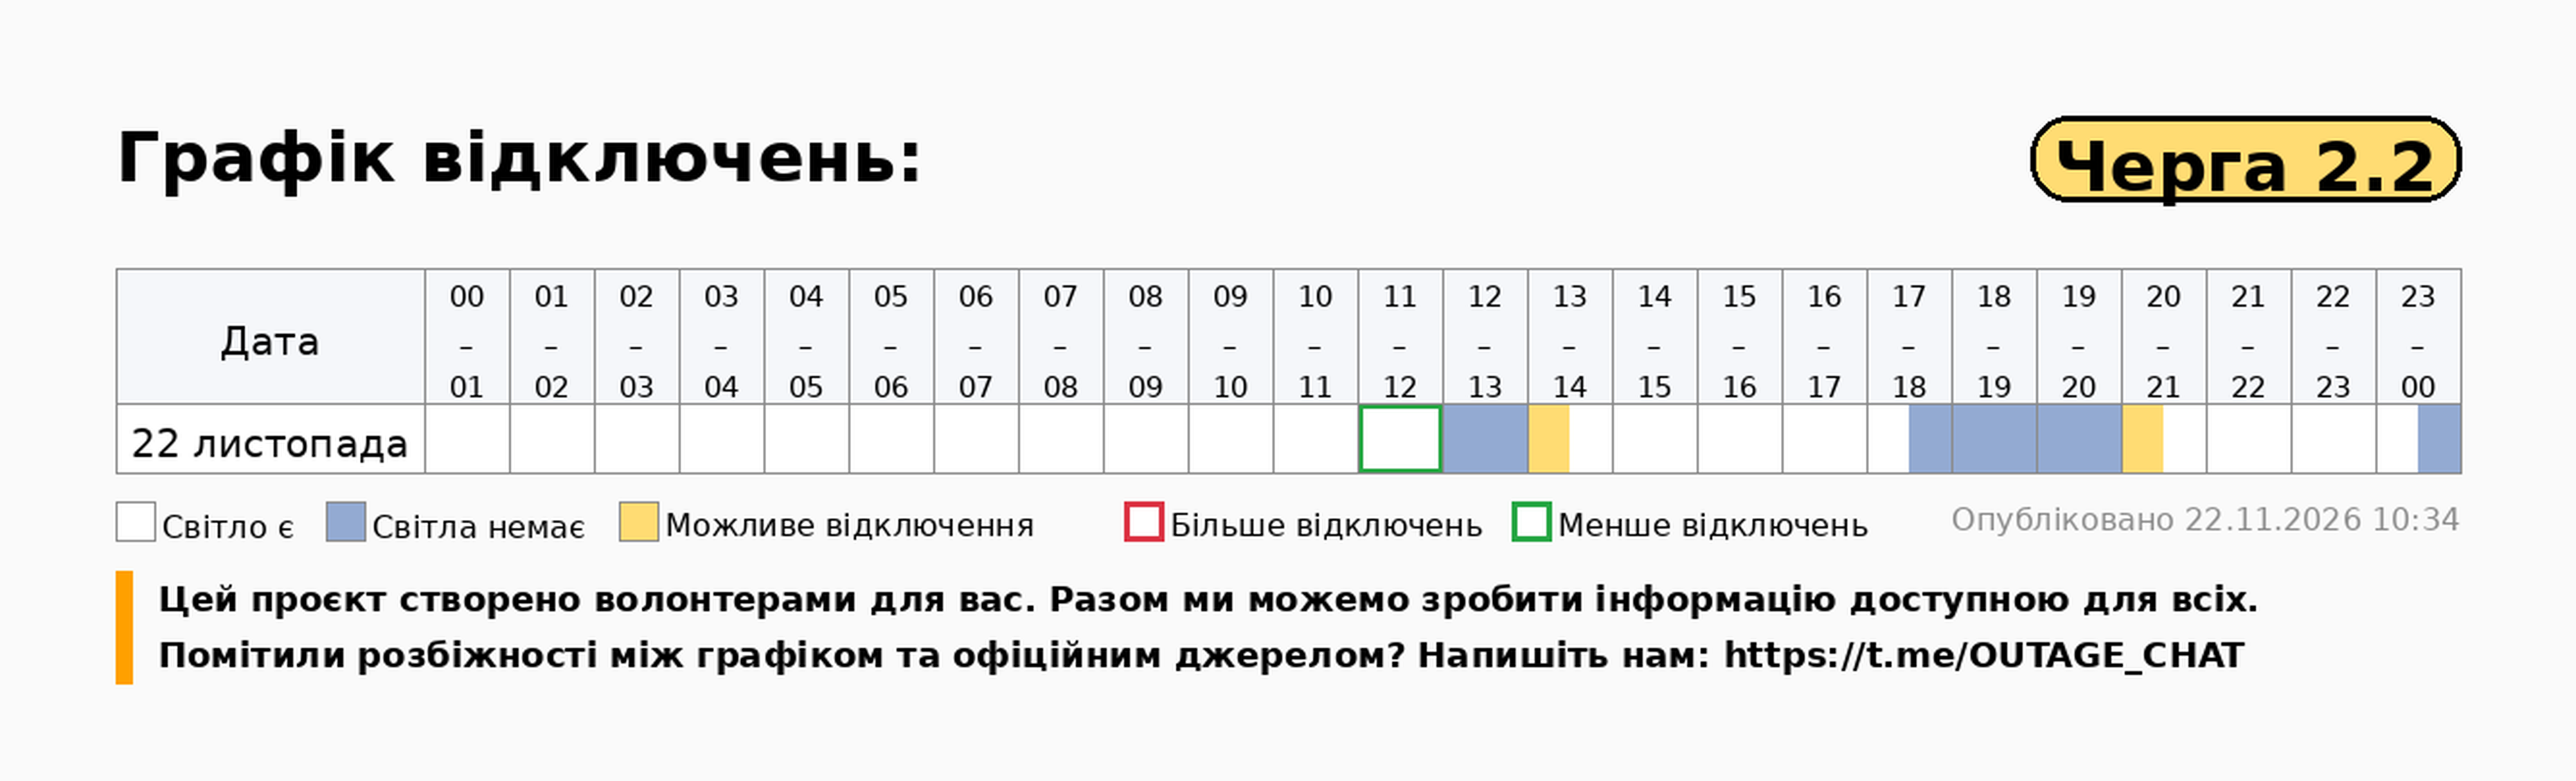 Графік відключень:
Черга 2.2
Дата 00 – 01 01 – 02 02 – 03 03 – 04 04 – 05 05 – 06 06 – 07 07 – 08 08 – 09 09 – 10 10 – 11 11 – 12 12 – 13 13 – 14 14 – 15 15 – 16 16 – 17 17 – 18 18 – 19 19 – 20 20 – 21 21 – 22 22 – 23 23 – 00
22 листопада
Світло є Світла немає Можливе відключення Більше відключень Менше відключень Опубліковано 22.11.2026 10:34
Цей проєкт створено волонтерами для вас. Разом ми можемо зробити інформацію доступною для всіх.
Помітили розбіжності між графіком та офіційним джерелом? Напишіть нам: https://t.me/OUTAGE_CHAT